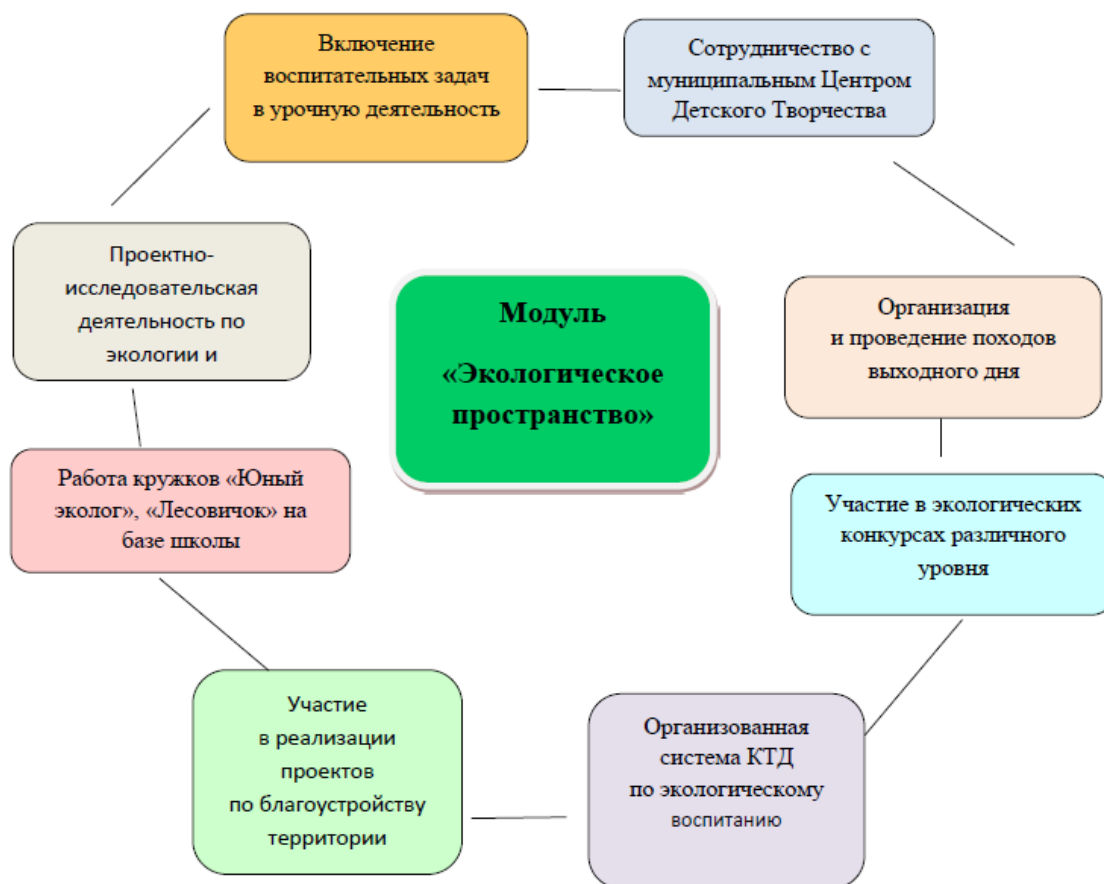 Включение
воспитательных задач
в урочную деятельность
Сотрудничество с
муниципальным Центром
Детского Творчества
Проектно-
исследовательская
деятельность по
экологии и
Модуль
«Экологическое
пространство»
Организация
и проведение походов
выходного дня
Работа кружков «Юный
эколог», «Лесовичок» на
базе школы
Участие в экологических
конкурсах различного
уровня
Участие
в реализации
проектов
по благоустройству
территории
Организованная
система КТД
по экологическому
воспитанию